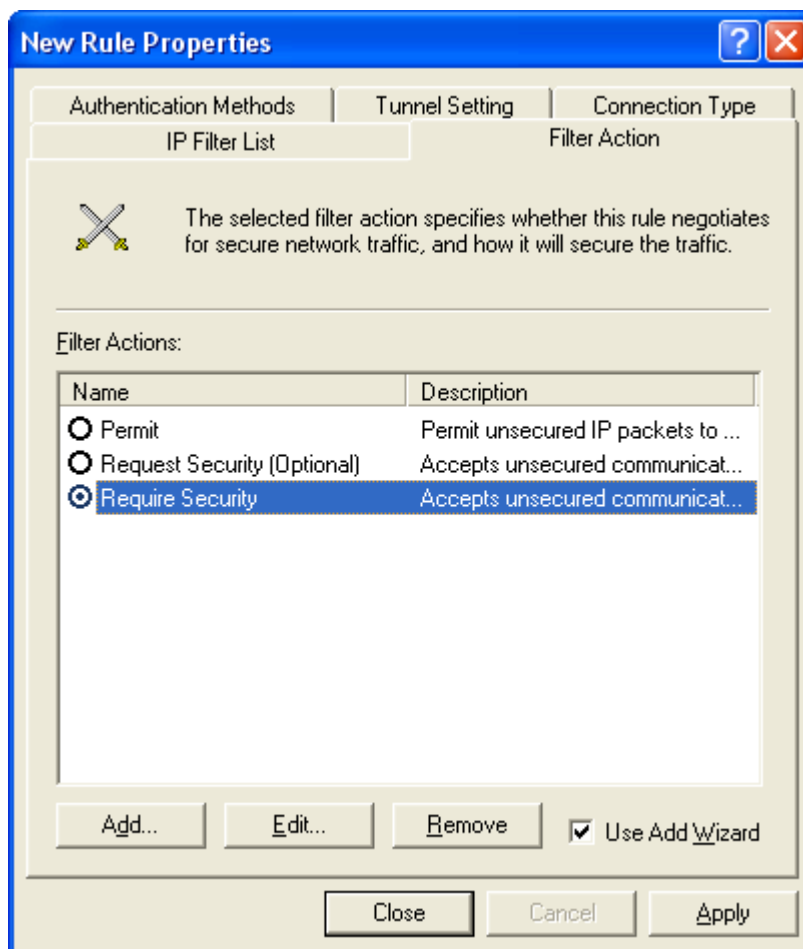 New Rule Properties
Authentication Methods Tunnel Setting Connection Type
IP Filter List Filter Action
The selected filter action specifies whether this rule negotiates
for secure network traffic, and how it will secure the traffic.
Filter Actions:
Name Description
Permit Permit unsecured IP packets to ...
Request Security (Optional) Accepts unsecured communicat...
Require Security Accepts unsecured communicat...
Add... Edit... Remove Use Add Wizard
Close Cancel Apply